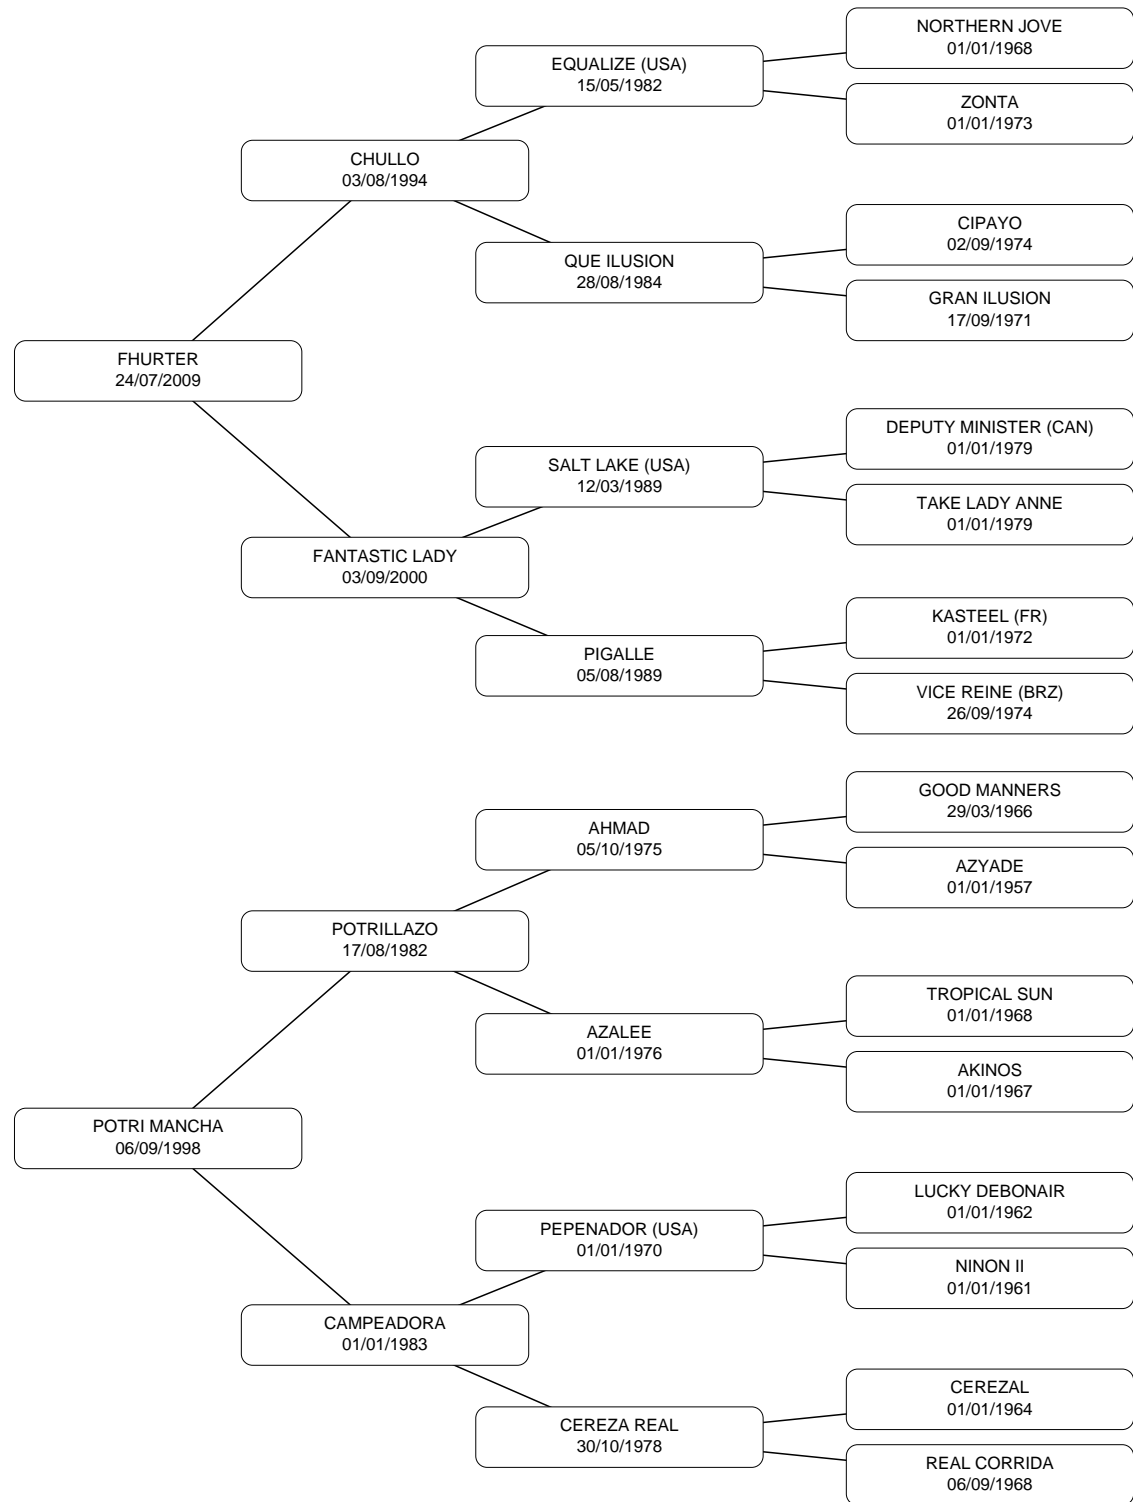 NORTHERN JOVE
01/01/1968
EQUALIZE (USA)
15/05/1982
ZONTA
01/01/1973
CHULLO
03/08/1994
CIPAYO
02/09/1974
QUE ILUSION
28/08/1984
GRAN ILUSION
17/09/1971
FHURTER
24/07/2009
DEPUTY MINISTER (CAN)
01/01/1979
SALT LAKE (USA)
12/03/1989
TAKE LADY ANNE
01/01/1979
FANTASTIC LADY
03/09/2000
KASTEEL (FR)
01/01/1972
PIGALLE
05/08/1989
VICE REINE (BRZ)
26/09/1974
GOOD MANNERS
29/03/1966
AHMAD
05/10/1975
AZYADE
01/01/1957
POTRILLAZO
17/08/1982
TROPICAL SUN
01/01/1968
AZALEE
01/01/1976
AKINOS
01/01/1967
POTRI MANCHA
06/09/1998
LUCKY DEBONAIR
01/01/1962
PEPENADOR (USA)
01/01/1970
NINON II
01/01/1961
CAMPEADORA
01/01/1983
CEREZAL
01/01/1964
CEREZA REAL
30/10/1978
REAL CORRIDA
06/09/1968